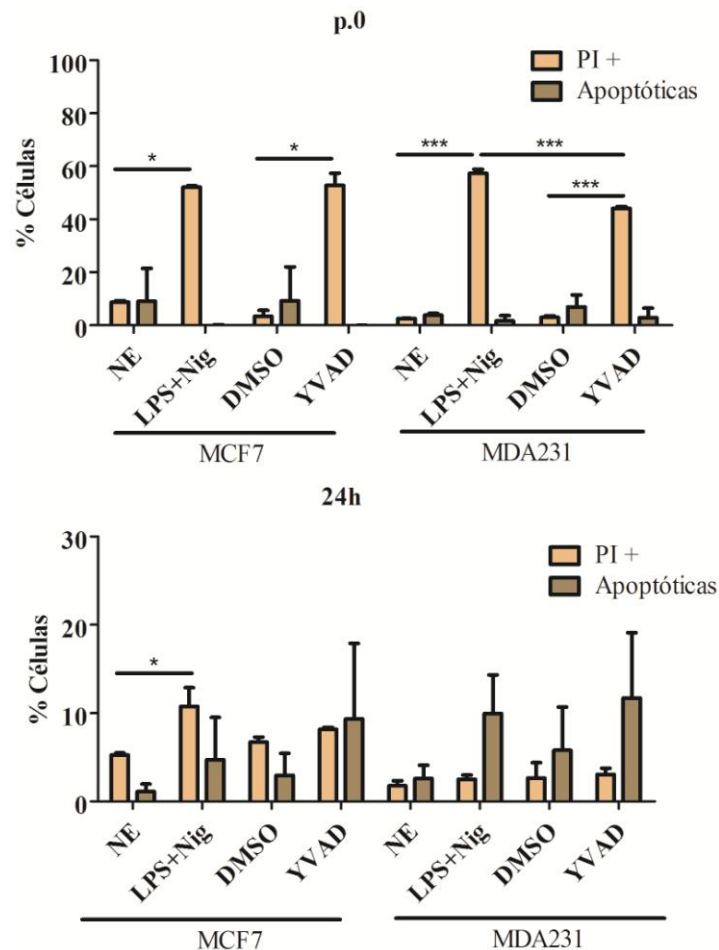 p.0
PI +
Apoptóticas
% Células
100
80
60
40
20
0
* * *** *** ***
NE LPS+Nig DMSO YVAD NE LPS+Nig DMSO YVAD
MCF7 MDA231
24h
PI +
Apoptóticas
% Células
30
20
10
0
*
NE LPS+Nig DMSO YVAD NE LPS+Nig DMSO YVAD
MCF7 MDA231